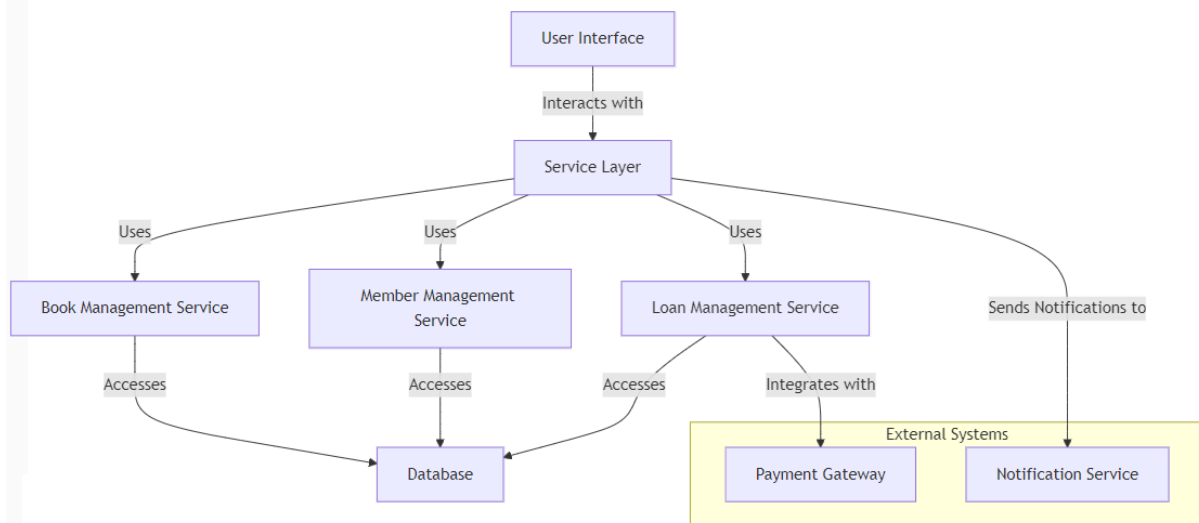 User Interface
Interacts with
Service Layer
Uses
Uses
Uses
Book Management Service
Member Management
Service
Loan Management Service
Sends Notifications to
Accesses
Accesses
Accesses
Integrates with
External Systems
Database
Payment Gateway
Notification Service